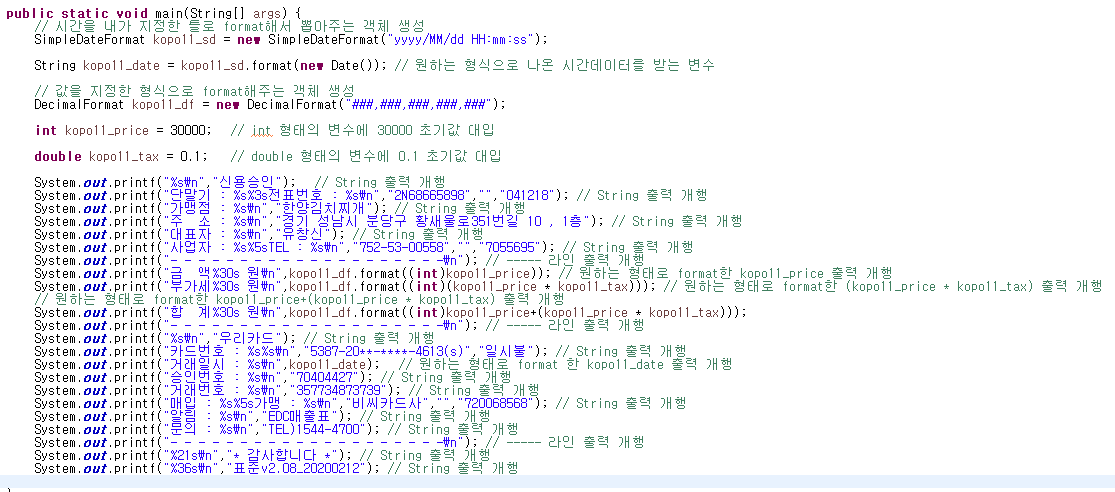 public static void main(String[] args) {
// 시간을 내가 지정한 틀로 format해서 뽑아주는 객체 생성
SimpleDateFormat kopo11_sd = new SimpleDateFormat("yyyy/MM/dd HH:mm:ss");
String kopo11_date = kopo11_sd.format(new Date()); // 원하는 형식으로 나온 시간데이터를 받는 변수
// 값을 지정한 형식으로 format해주는 객체 생성
DecimalFormat kopo11_df = new DecimalFormat("###,###,###,###,###");
int kopo11_price = 30000; // int 형태의 변수에 30000 초기값 대입
double kopo11_tax = 0.1; // double 형태의 변수에 0.1 초기값 대입
System.out.printf("%s\n","신용승인"); // String 출력 개행
System.out.printf("단말기 : %s%3s전표번호 : %s\n","2N68665898","","041218"); // String 출력 개행
System.out.printf("가맹점 : %s\n","한양김치찌개"); // String 출력 개행
System.out.printf("주  소 : %s\n","경기 성남시 분당구 황새울로351번길 10 , 1층"); // String 출력 개행
System.out.printf("대표자 : %s\n","유창신"); // String 출력 개행
System.out.printf("사업자 : %s%5sTEL : %s\n","752-53-00558","","7055695"); // String 출력 개행
System.out.printf("- - - - - - - - - - - - - - - - - - - - -\n"); // ----- 라인 출력 개행
System.out.printf("금  액%30s 원\n",kopo11_df.format((int)kopo11_price)); // 원하는 형태로 format한 kopo11_price 출력 개행
System.out.printf("부가세%30s 원\n",kopo11_df.format((int)(kopo11_price * kopo11_tax))); // 원하는 형태로 format한 (kopo11_price * kopo11_tax) 출력 개행
// 원하는 형태로 format한 kopo11_price+(kopo11_price * kopo11_tax) 출력 개행
System.out.printf("합  계%30s 원\n",kopo11_df.format((int)kopo11_price+(kopo11_price * kopo11_tax)));
System.out.printf("- - - - - - - - - - - - - - - - - - - - -\n"); // ----- 라인 출력 개행
System.out.printf("%s\n","우리카드"); // String 출력 개행
System.out.printf("카드번호 : %s%s\n","5387-20**-****-4613(s)","일시불"); // String 출력 개행
System.out.printf("거래일시 : %s\n",kopo11_date); // 원하는 형태로 format 한 kopo11_date 출력 개행
System.out.printf("승인번호 : %s\n","70404427"); // String 출력 개행
System.out.printf("거래번호 : %s\n","357734873739"); // String 출력 개행
System.out.printf("매입 : %s%5s가맹 : %s\n","비씨카드사","","720068568"); // String 출력 개행
System.out.printf("알림 : %s\n","EDC매출표"); // String 출력 개행
System.out.printf("문의 : %s\n","TEL)1544-4700"); // String 출력 개행
System.out.printf("- - - - - - - - - - - - - - - - - - - - -\n"); // ----- 라인 출력 개행
System.out.printf("%21s\n","* 감사합니다 *"); // String 출력 개행
System.out.printf("%36s\n","표준v2.08_20200212"); // String 출력 개행